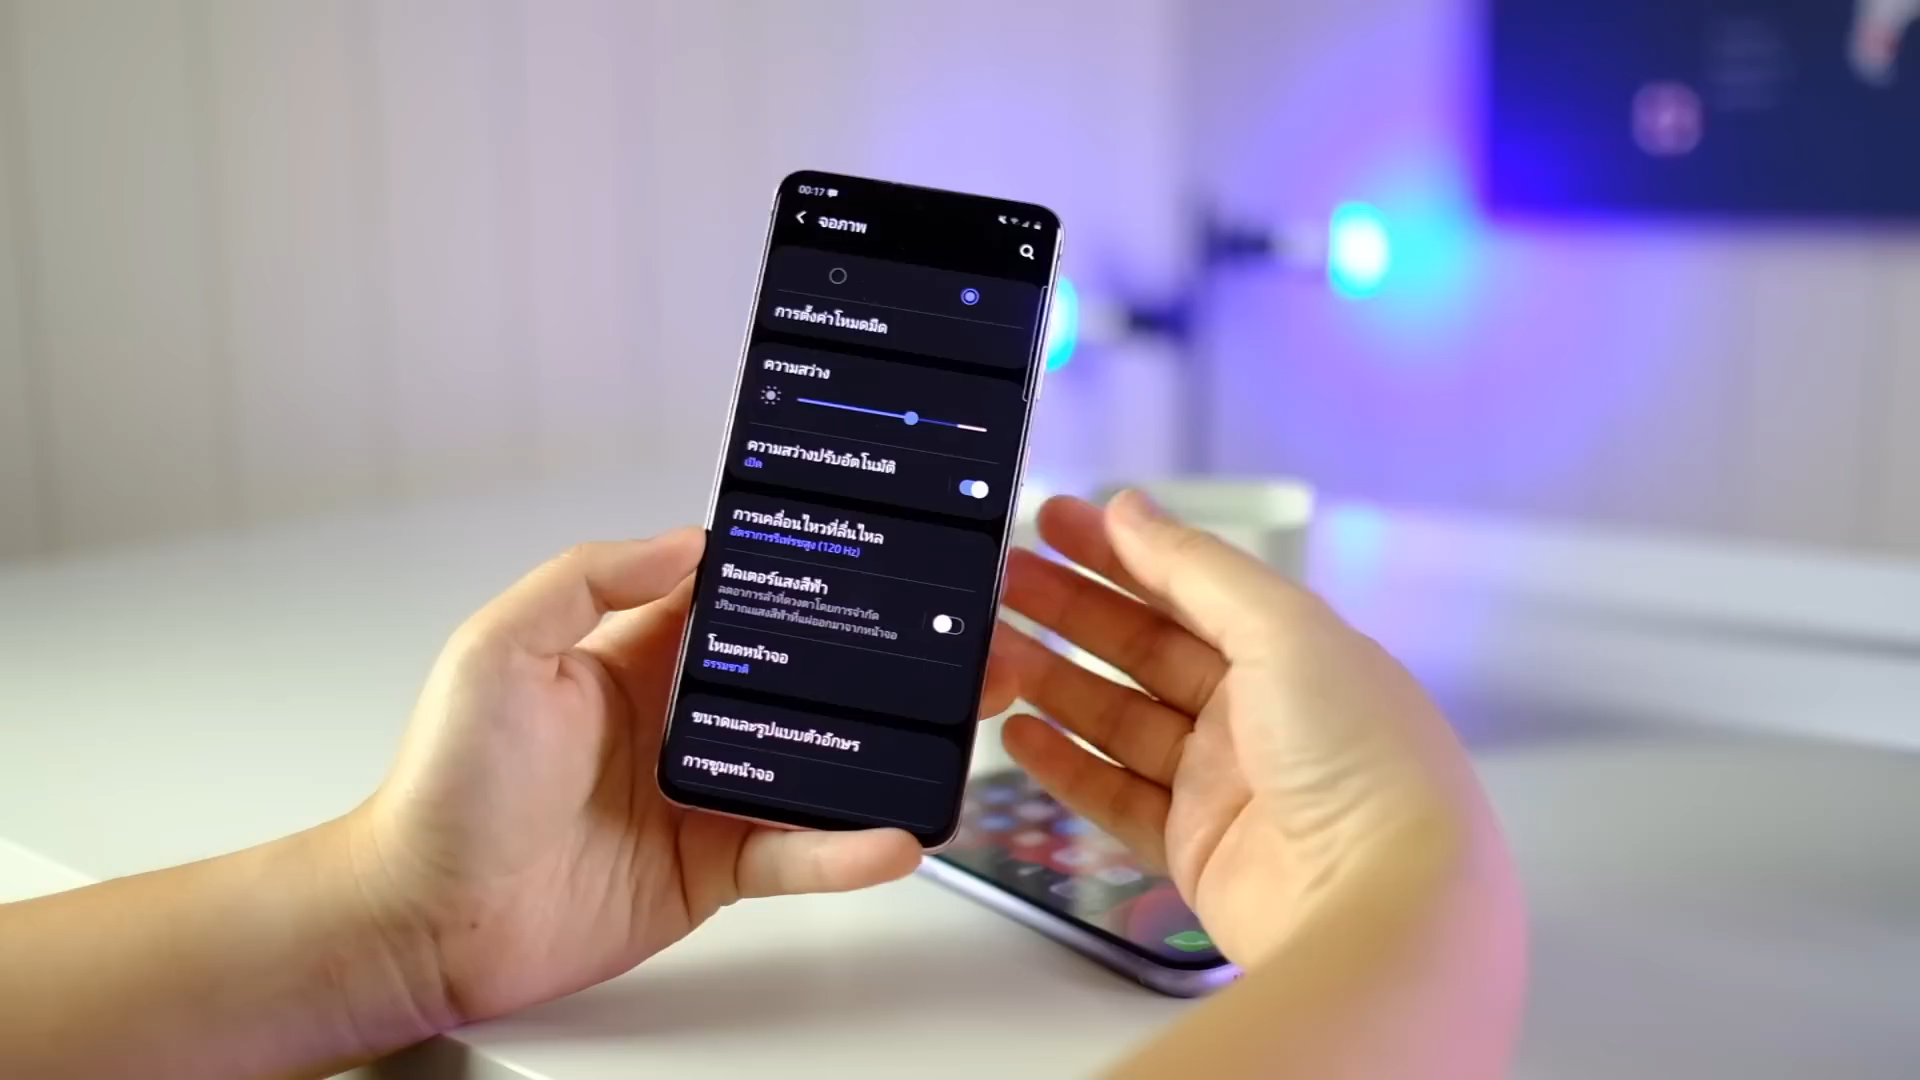 00:17
จอภาพ
การตั้งค่าโหมดมืด
ความสว่าง
ความสว่างปรับอัตโนมัติ
เปิด
การเคลื่อนไหวที่ลื่นไหล
อัตราการรีเฟรชสูง (120 Hz)
ฟิลเตอร์แสงสีฟ้า
ลดอาการล้าที่ดวงตาโดยการจำกัด
ปริมาณแสงสีฟ้าที่แผ่ออกมาจากหน้าจอ
โหมดหน้าจอ
ธรรมชาติ
ขนาดและรูปแบบตัวอักษร
การซูมหน้าจอ